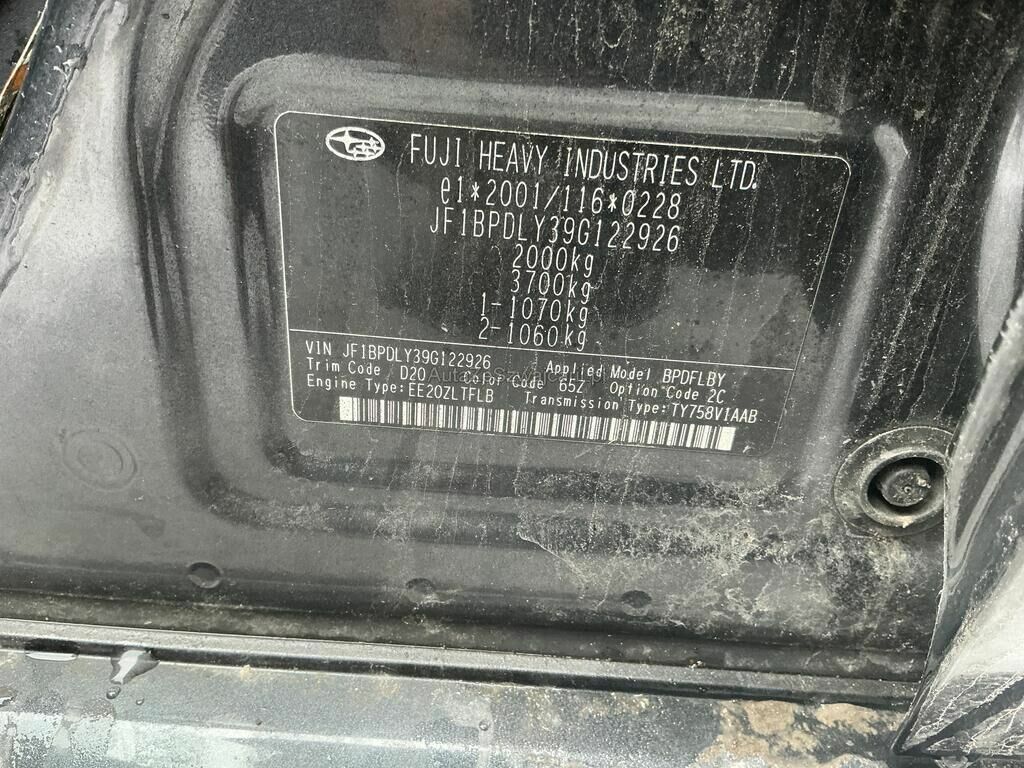 FUJI HEAVY INDUSTRIES LTD.
e1*2001/116*0228
JF1BPDLY39G122926
2000kg
3700kg
1-1070kg
2-1060kg
VIN JF1BPDLY39G122926 Applied Model BPDFLBY
Trim Code D20 Color Code 65Z Option Code 2C
Engine Type:EE20ZLTFLB Transmission Type:TY758V1AAB